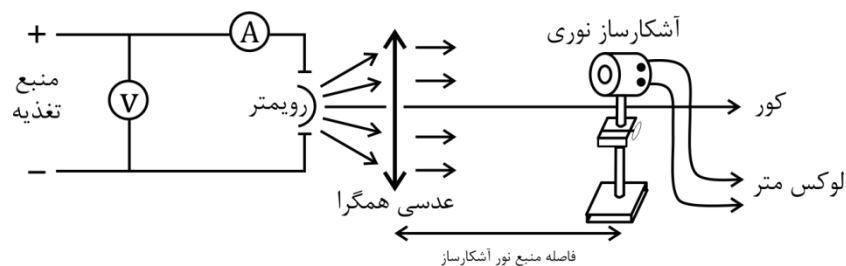 آشکارساز نوری
+
A
منبع
تغذیه
V
رویمتر
کور
لوکس متر
−
عدسی همگرا
فاصله منبع نور آشکارساز